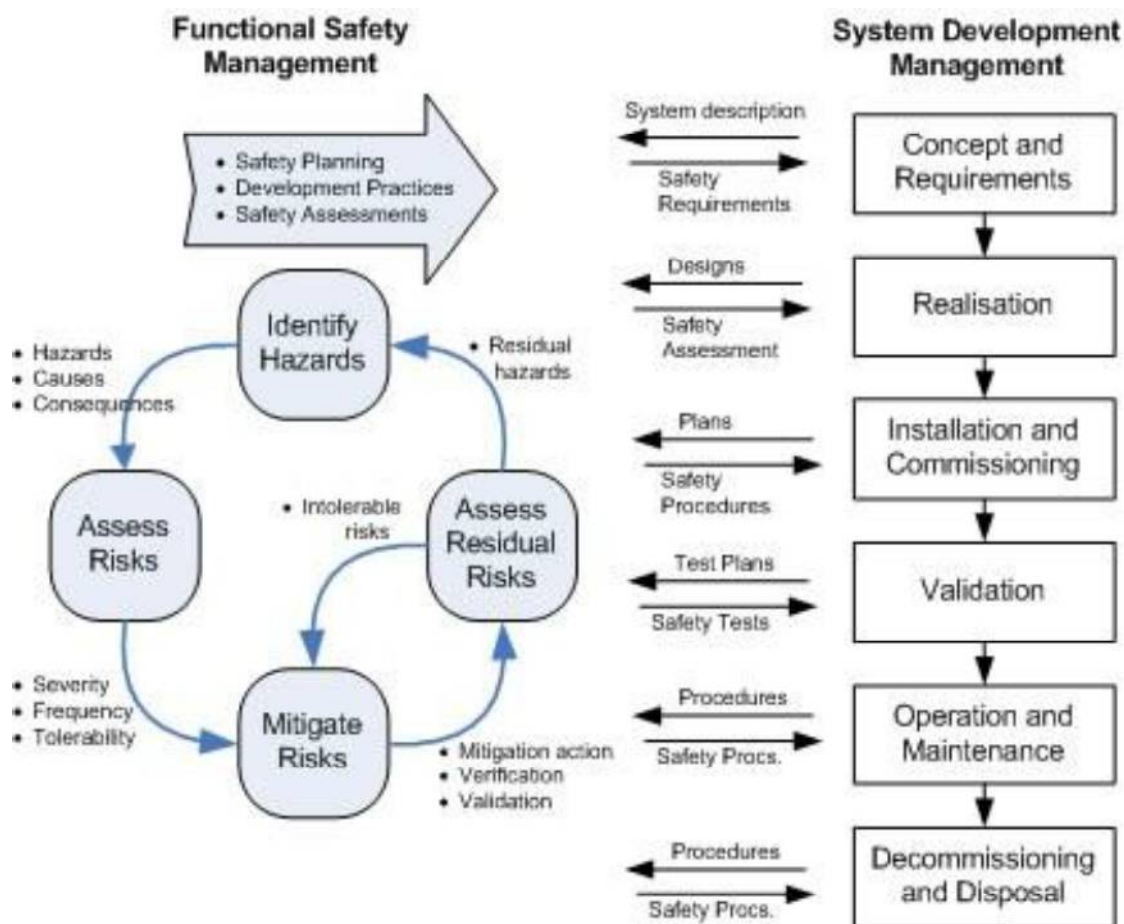 Functional Safety
Management
• Safety Planning
• Development Practices
• Safety Assessments
Identify
Hazards
• Hazards
• Causes
• Consequences
• Residual
hazards
Assess
Risks
• Intolerable
risks
Assess
Residual
Risks
• Severity
• Frequency
• Tolerability
Mitigate
Risks
• Mitigation action
• Verification
• Validation
System Development
Management
System description
Safety
Requirements
Concept and
Requirements
Designs
Safety
Assessment
Realisation
Plans
Safety
Procedures
Installation and
Commissioning
Test Plans
Safety Tests
Validation
Procedures
Safety Procs.
Operation and
Maintenance
Procedures
Safety Procs.
Decommissioning
and Disposal